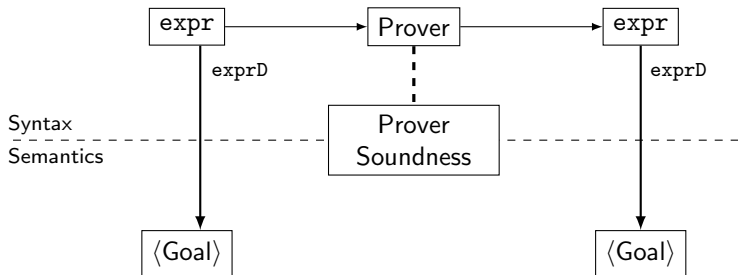 expr
Prover
expr
exprD
exprD
Syntax
Prover
Soundness
Semantics
⟨Goal⟩
⟨Goal⟩